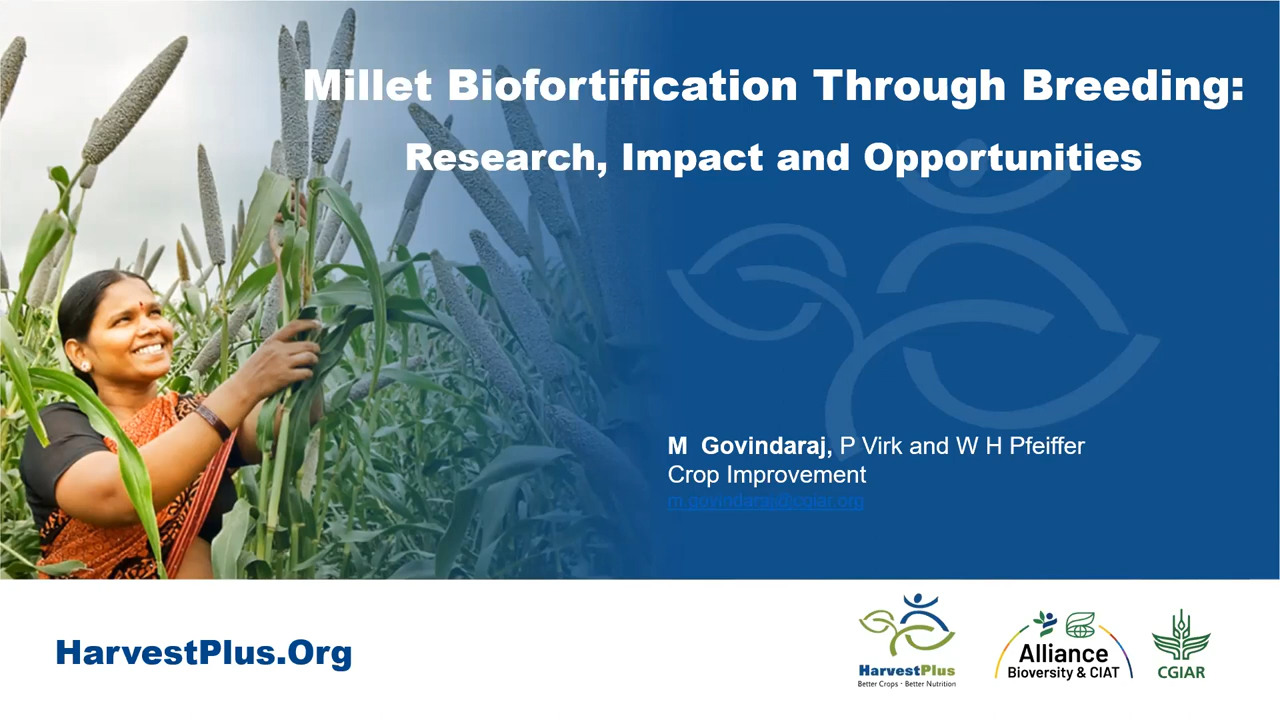 Millet Biofortification Through Breeding:
Research, Impact and Opportunities
M Govindaraj, P Virk and W H Pfeiffer
Crop Improvement
m.govindaraj@cgiar.org
HarvestPlus.Org
HarvestPlus
Better Crops • Better Nutrition
Alliance
Bioversity & CIAT
CGIAR